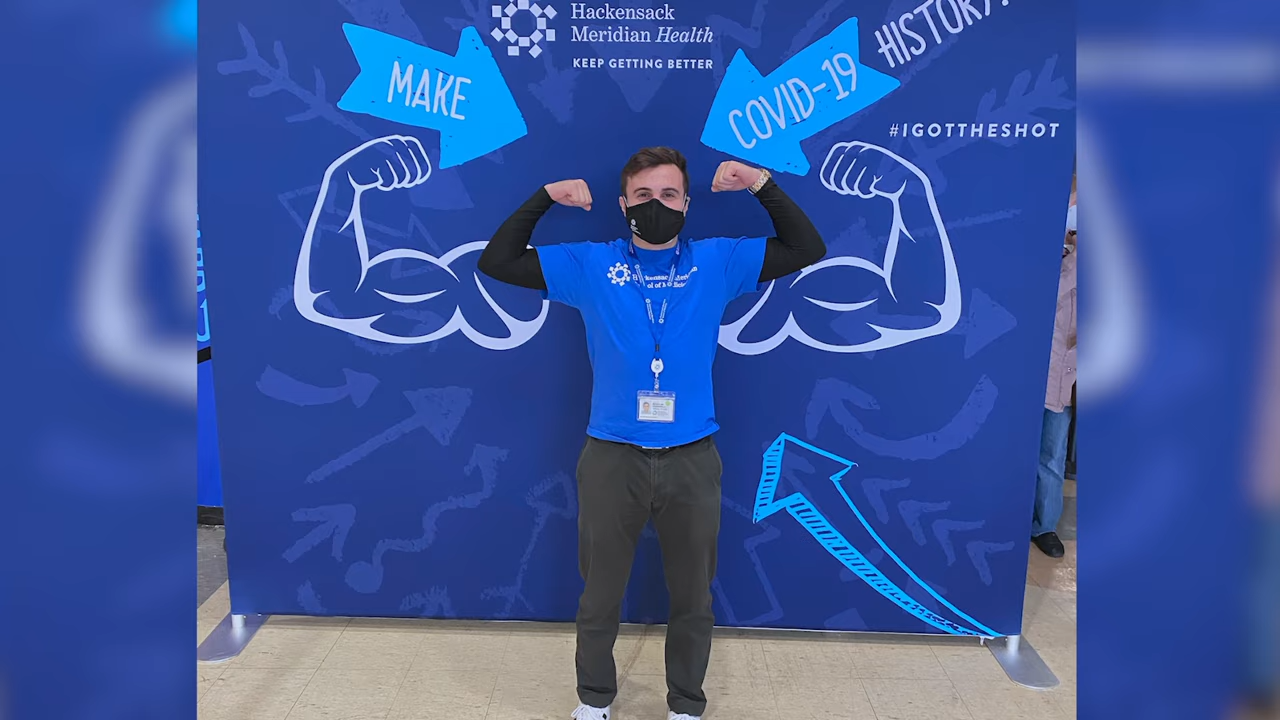 Hackensack
Meridian Health
KEEP GETTING BETTER
MAKE
COVID-19
HISTORY!
#IGOTTHESHOT